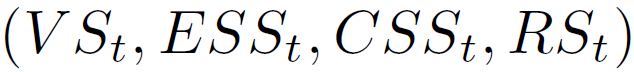 (VS_t, ESS_t, CSS_t, RS_t)